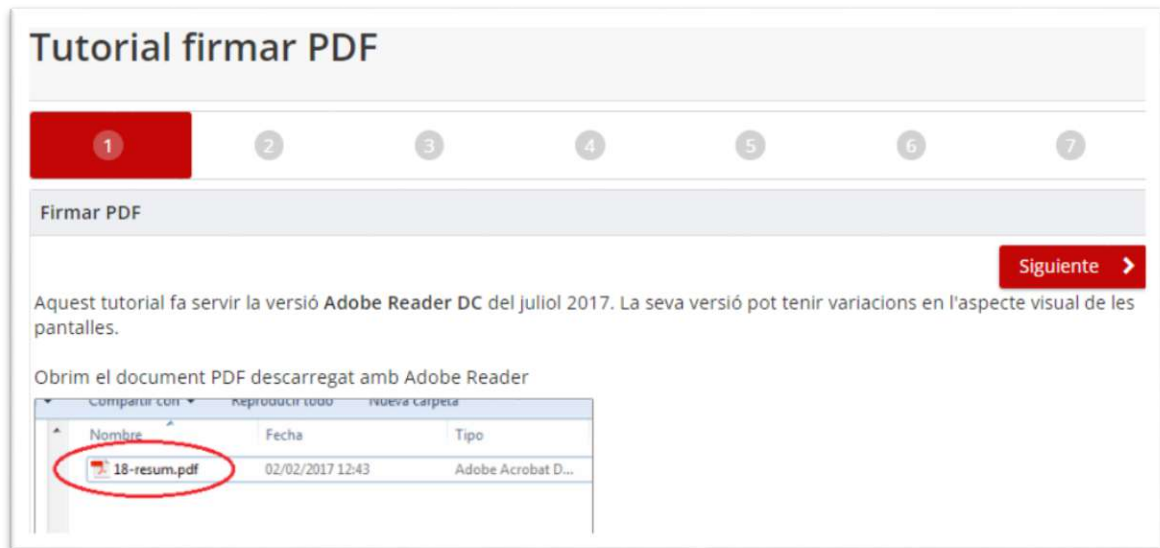 Tutorial firmar PDF
1 2 3 4 5 6 7
Firmar PDF
Siguiente
Aquest tutorial fa servir la versió Adobe Reader DC del juliol 2017. La seva versió pot tenir variacions en l'aspecte visual de les
pantalles.
Obrim el document PDF descarregat amb Adobe Reader
Compartir con Reproducir todo Nueva carpeta
Nombre Fecha Tipo
18-resum.pdf 02/02/2017 12:43 Adobe Acrobat D...